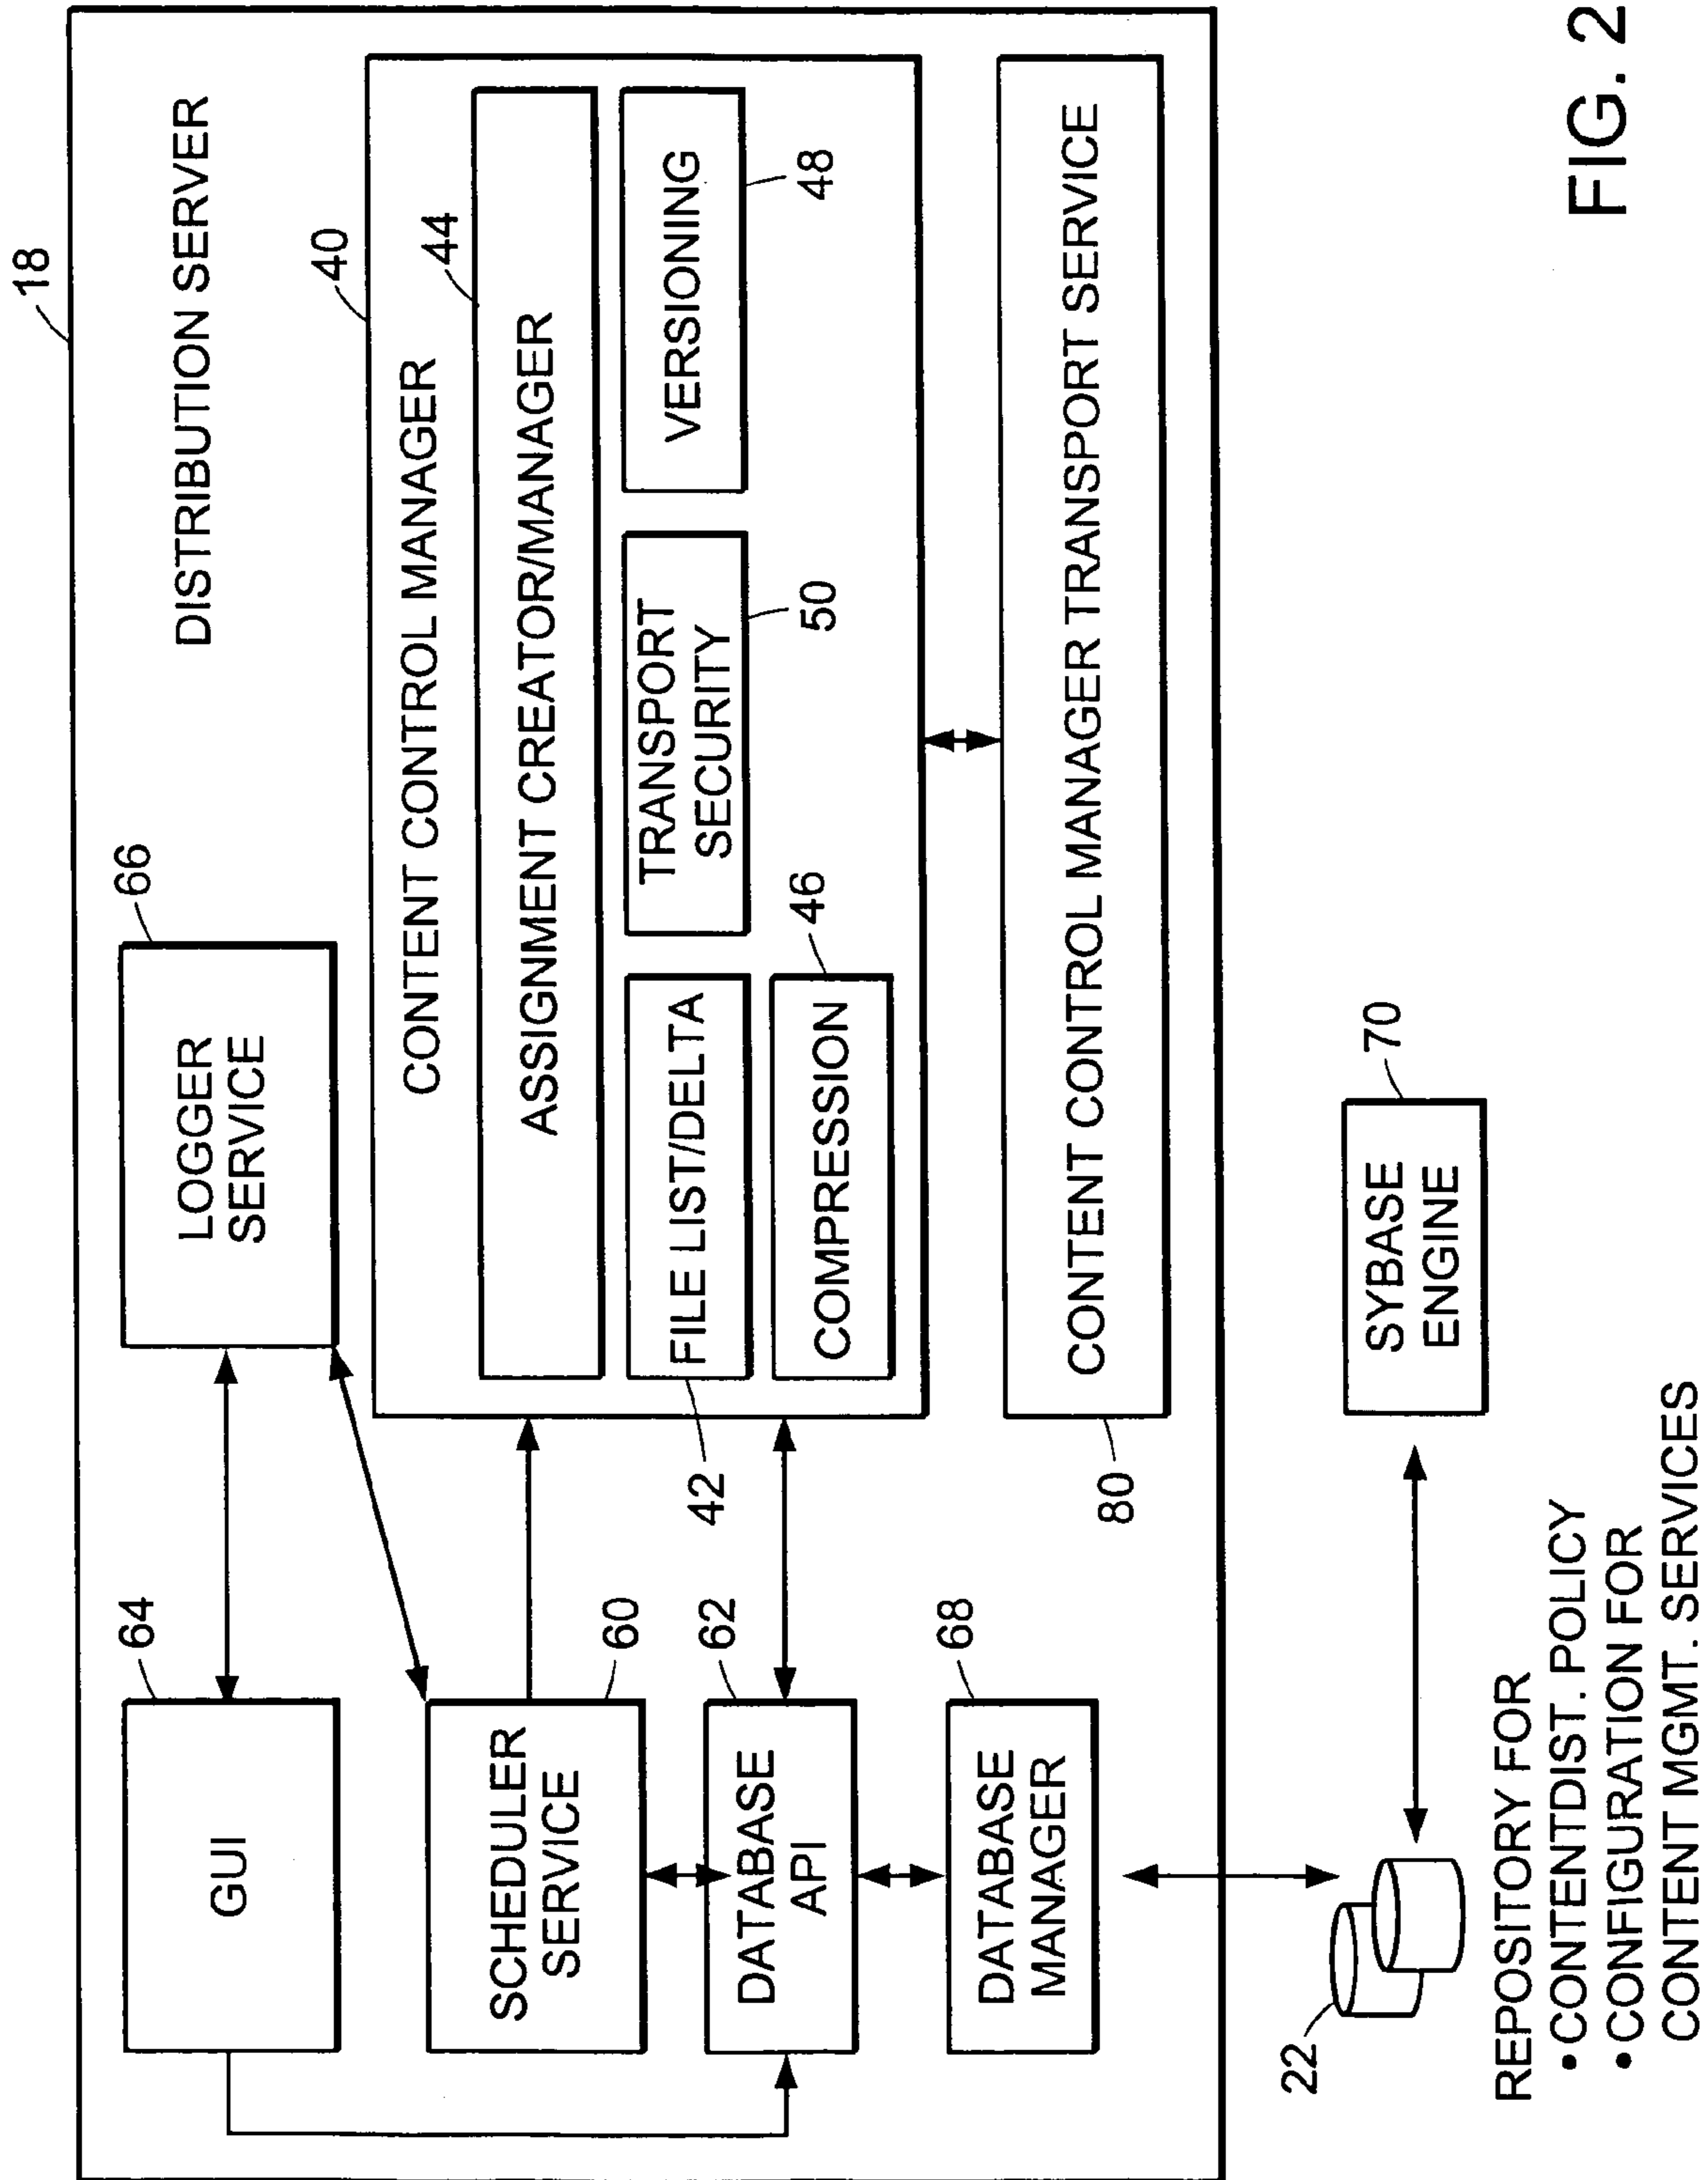 18
DISTRIBUTION SERVER
64
GUI
66
LOGGER
SERVICE
40
CONTENT CONTROL MANAGER
44
ASSIGNMENT CREATOR/MANAGER
60
SCHEDULER
SERVICE
42
FILE LIST/DELTA
TRANSPORT
SECURITY
50
VERSIONING
48
46
COMPRESSION
62
DATABASE
API
68
DATABASE
MANAGER
80
CONTENT CONTROL MANAGER TRANSPORT SERVICE
22
70
SYBASE
ENGINE
REPOSITORY FOR
• CONTENTDIST. POLICY
• CONFIGURATION FOR
CONTENT MGMT. SERVICES
FIG. 2